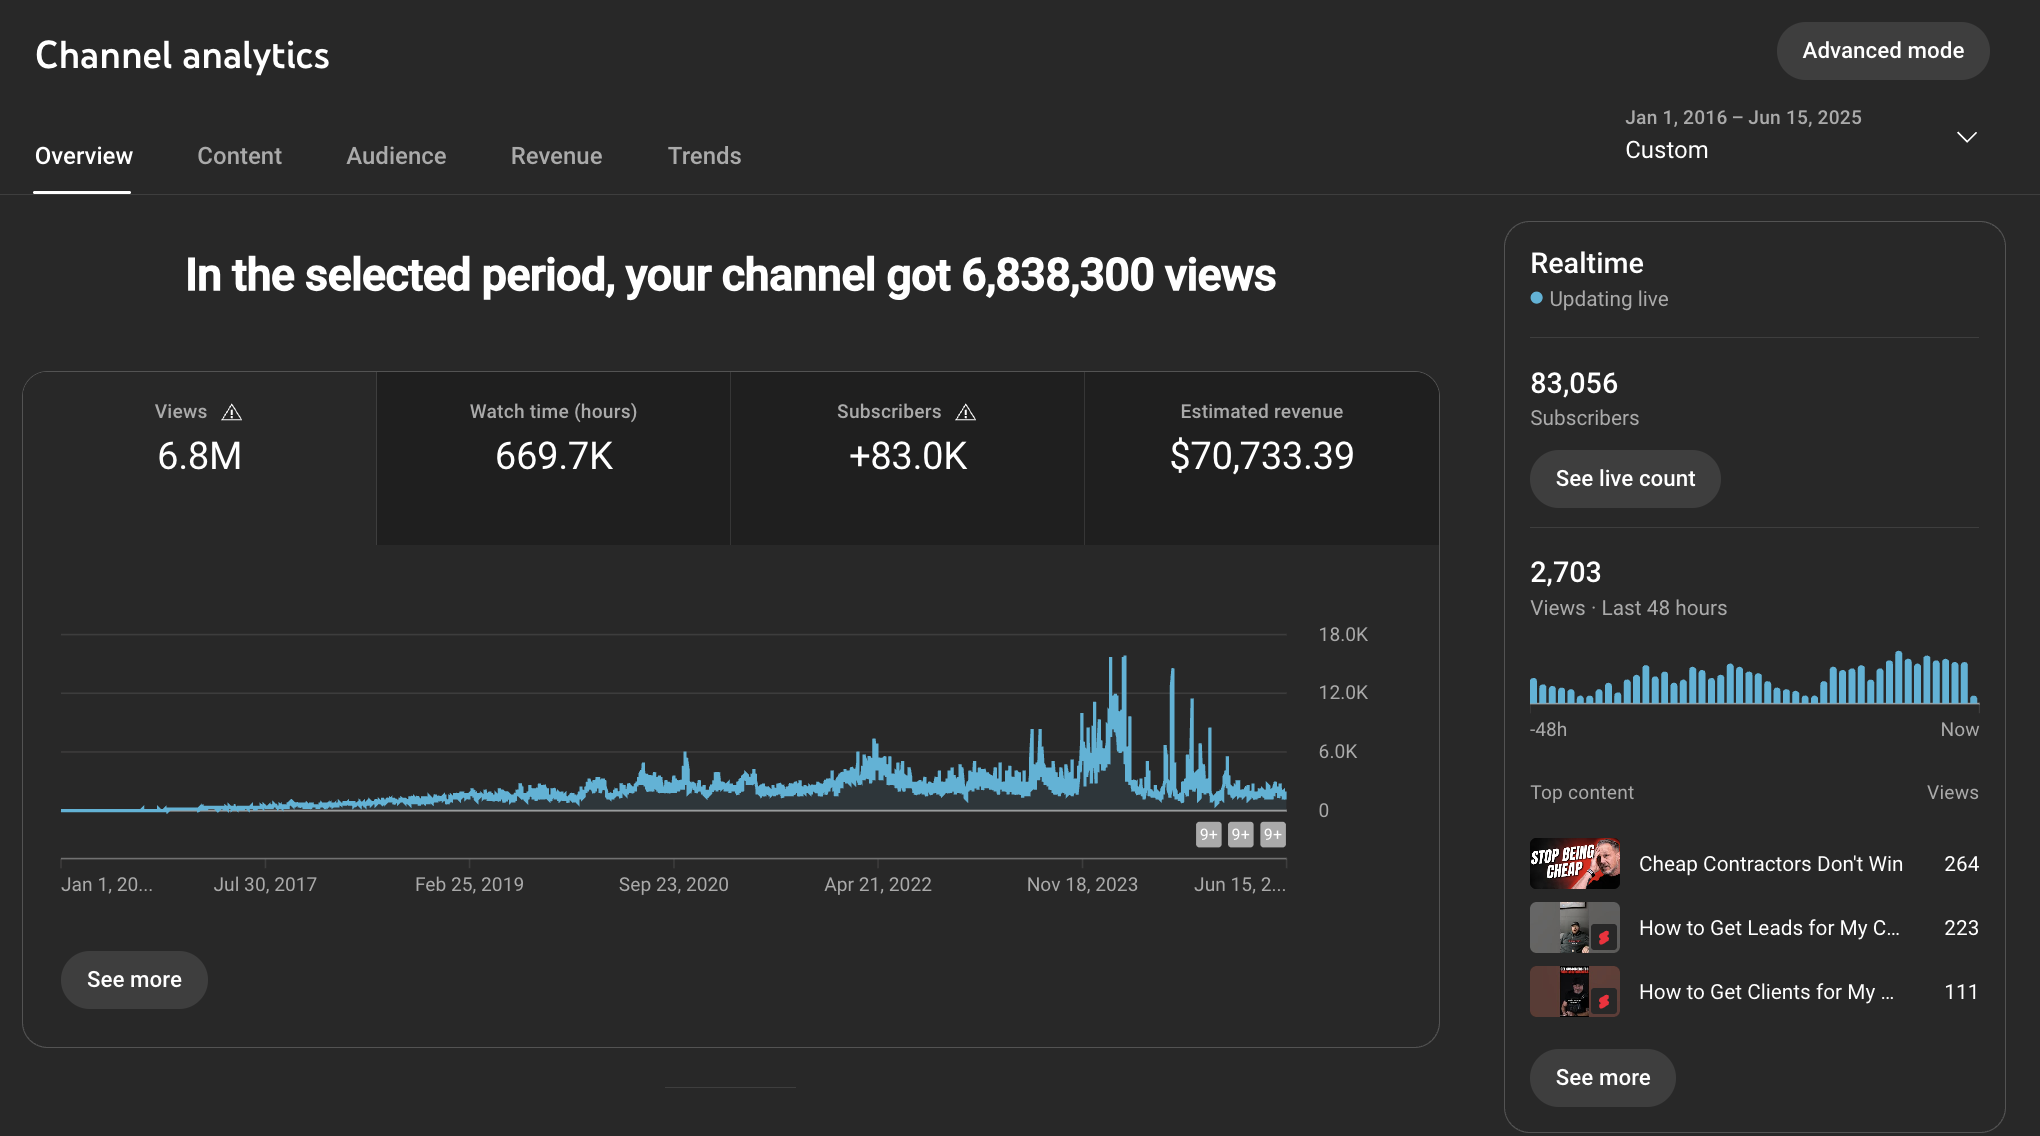 Channel analytics
Advanced mode
Overview
Content
Audience
Revenue
Trends
Jan 1, 2016 – Jun 15, 2025
Custom
In the selected period, your channel got 6,838,300 views
Views
6.8M
Watch time (hours)
669.7K
Subscribers
+83.0K
Estimated revenue
$70,733.39
18.0K
12.0K
6.0K
0
9+ 9+ 9+
Jan 1, 20...
Jul 30, 2017
Feb 25, 2019
Sep 23, 2020
Apr 21, 2022
Nov 18, 2023
Jun 15, 2...
See more
Realtime
Updating live
83,056
Subscribers
See live count
2,703
Views · Last 48 hours
-48h
Now
Top content
Views
STOP BEING
CHEAP
Cheap Contractors Don't Win
264
How to Get Leads for My C...
223
How to Get Clients for My ...
111
See more